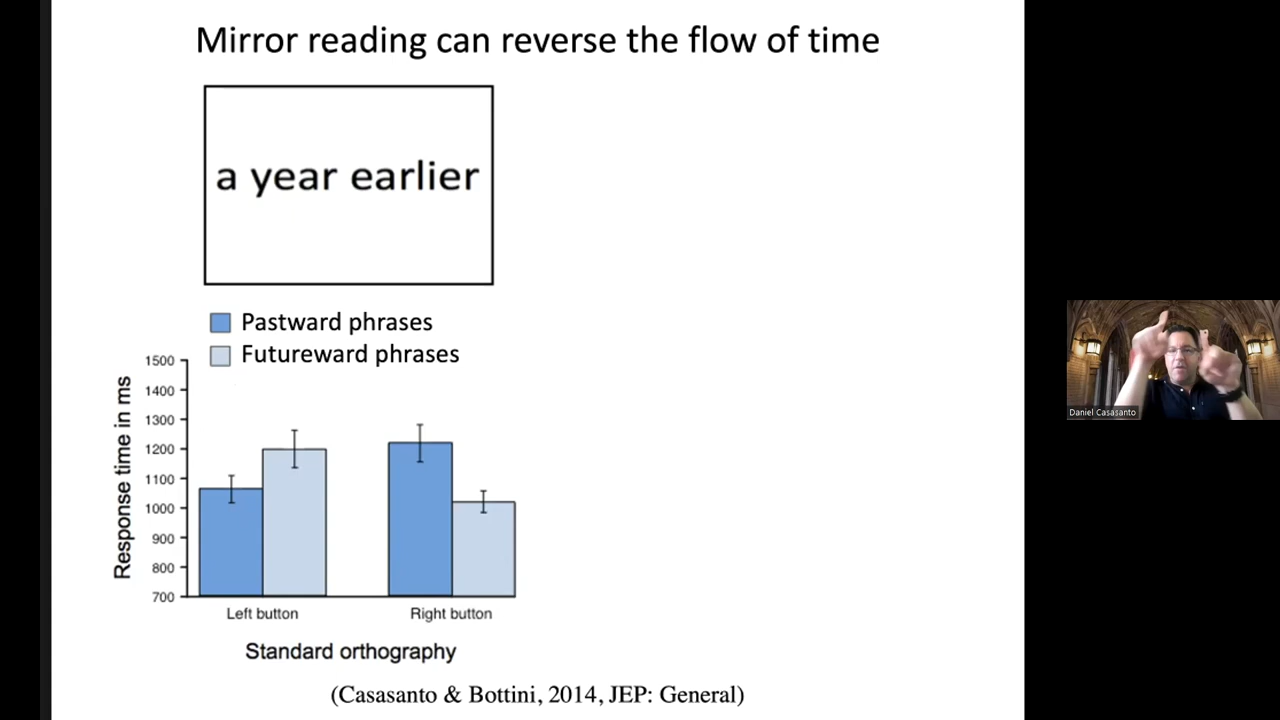 Mirror reading can reverse the flow of time
a year earlier
Pastward phrases
Futureward phrases
Response time in ms
1500
1400
1300
1200
1100
1000
900
800
700
Left button
Right button
Standard orthography
(Casasanto & Bottini, 2014, JEP: General)
Daniel Casasanto